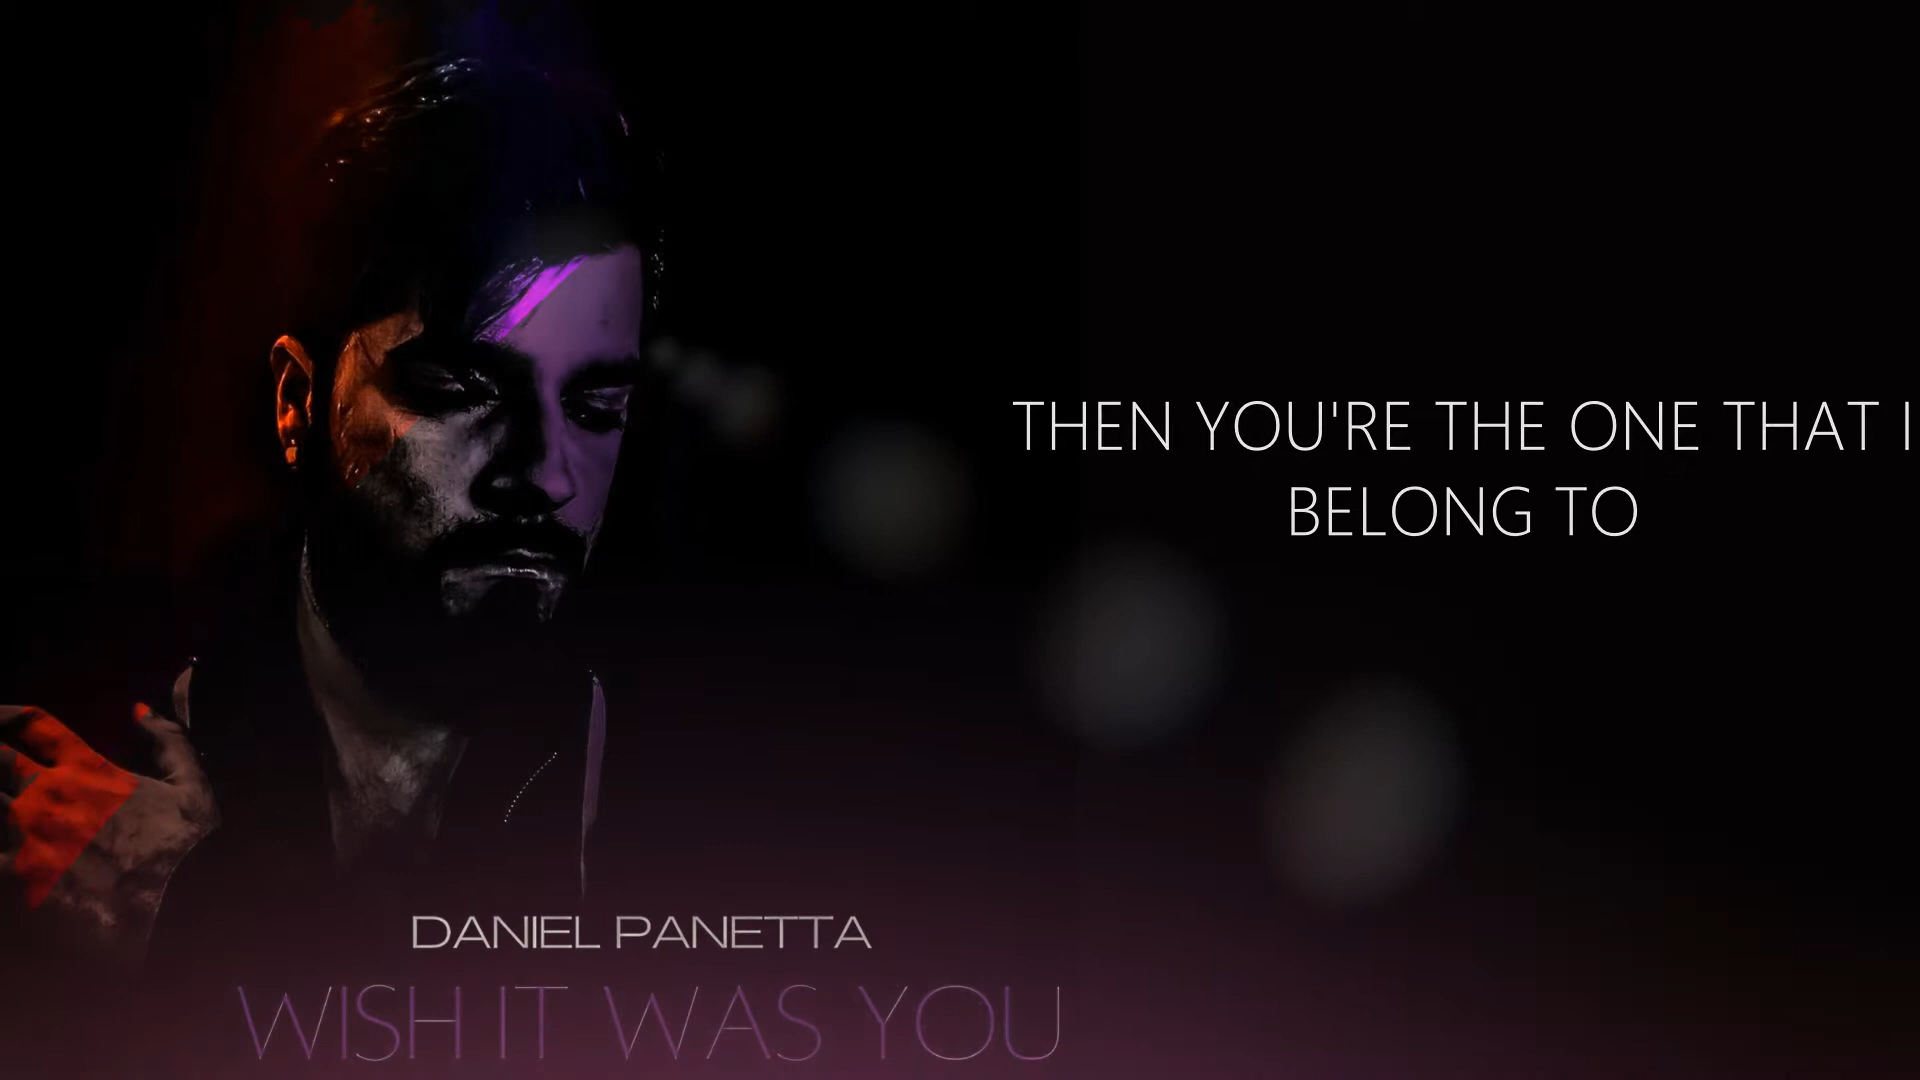 THEN YOU'RE THE ONE THAT I
BELONG TO
DANIEL PANETTA
WISH IT WAS YOU